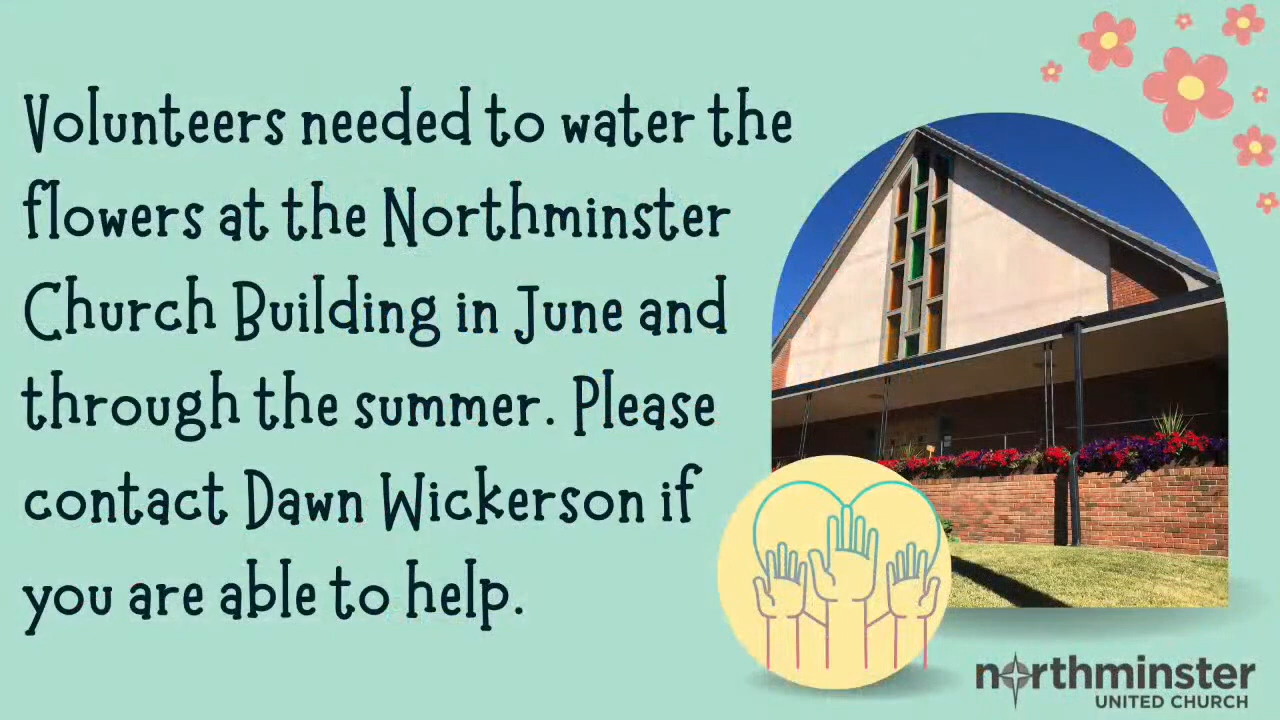 Volunteers needed to water the
flowers at the Northminster
Church Building in June and
through the summer. Please
contact Dawn Wickerson if
you are able to help.
northminster
UNITED CHURCH